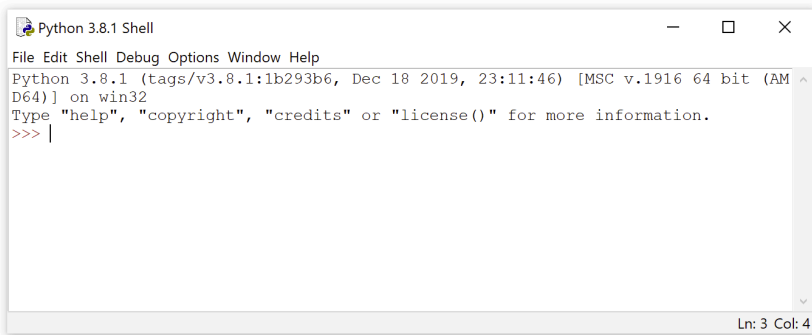 Python 3.8.1 Shell
File Edit Shell Debug Options Window Help
Python 3.8.1 (tags/v3.8.1:1b293b6, Dec 18 2019, 23:11:46) [MSC v.1916 64 bit (AM
D64)] on win32
Type "help", "copyright", "credits" or "license()" for more information.
>>>
Ln: 3 Col: 4